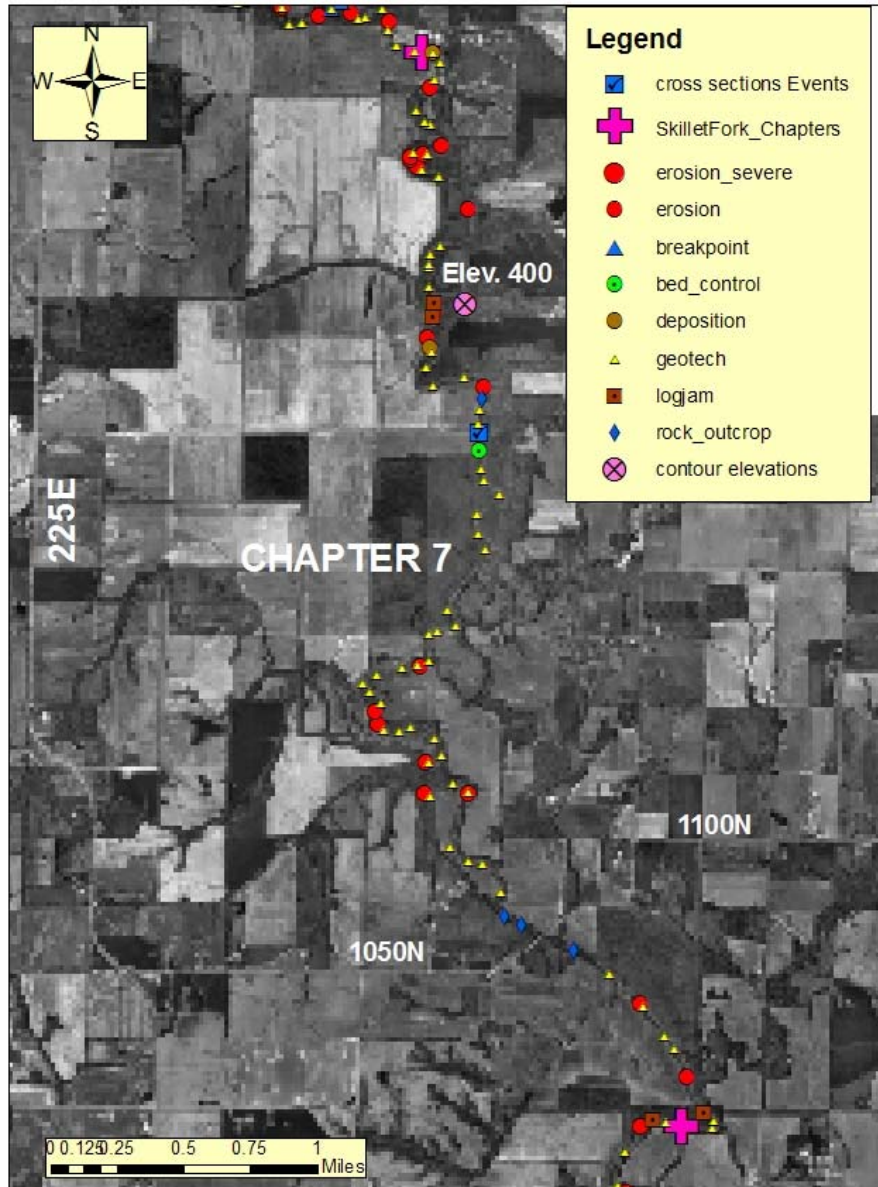 N
W E
S
Legend
cross sections Events
SkilletFork_Chapters
erosion_severe
erosion
breakpoint
bed_control
deposition
geotech
logjam
rock_outcrop
contour elevations
Elev. 400
225E
CHAPTER 7
1100N
1050N
0 0.125 0.25 0.5 0.75 1
Miles